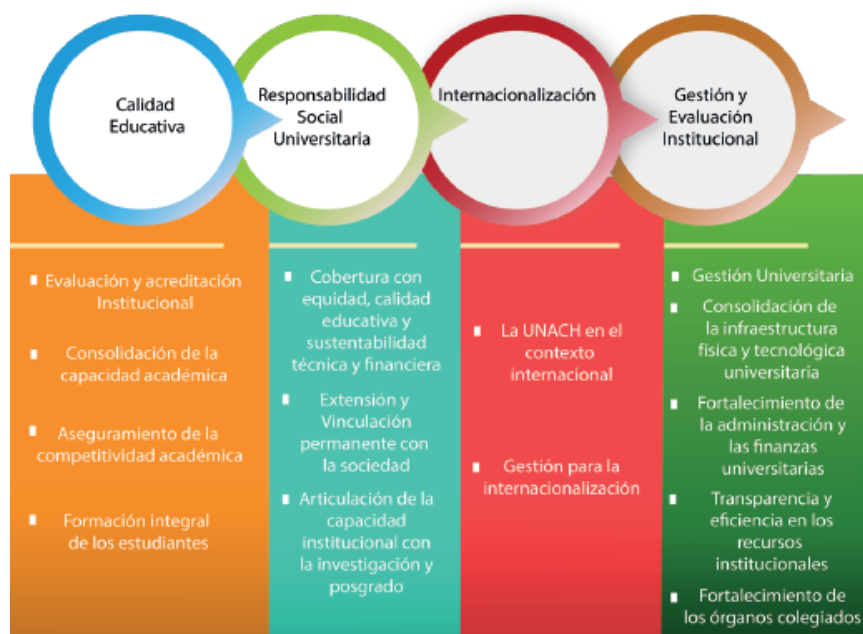 Calidad
Educativa
Responsabilidad
Social
Universitaria
Internacionalización
Gestión y
Evaluación
Institucional
Evaluación y acreditación
Institucional
Consolidación de la
capacidad académica
Aseguramiento de la
competitividad académica
Formación integral
de los estudiantes
Cobertura con
equidad, calidad
educativa y
sustentabilidad
técnica y financiera
Extensión y
Vinculación
permanente con
la sociedad
Articulación de la
capacidad
institucional con
la investigación y
posgrado
La UNACH en el
contexto
internacional
Gestión para la
internacionalización
Gestión Universitaria
Consolidación de
la infraestructura
física y tecnológica
universitaria
Fortalecimiento de
la administración y
las finanzas
universitarias
Transparencia y
eficiencia en los
recursos
institucionales
Fortalecimiento de
los órganos colegiados